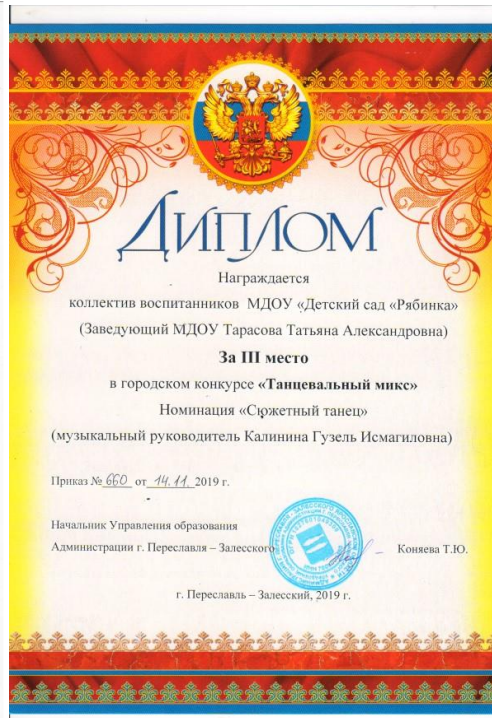 ДИПЛОМ
Награждается
коллектив воспитанников МДОУ «Детский сад «Рябинка»
(Заведующий МДОУ Тарасова Татьяна Александровна)
За III место
в городском конкурсе «Танцевальный микс»
Номинация «Сюжетный танец»
(музыкальный руководитель Калинина Гузель Исмагиловна)
Приказ № 660 от 14.11. 2019 г.
Начальник Управления образования
Администрации г. Переславля – Залесского Коняева Т.Ю.
г. Переславль – Залесский, 2019 г.